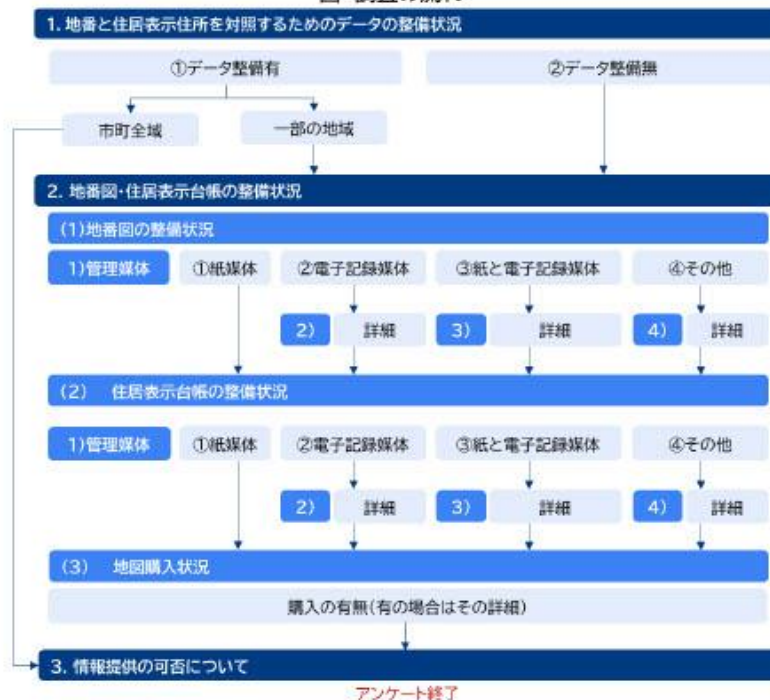 1. 地番と住居表示住所を対照するためのデータの整備状況
①データ整備有 ②データ整備無
市町全域 一部の地域
2. 地番図・住居表示台帳の整備状況
(1)地番図の整備状況
1)管理媒体 ①紙媒体 ②電子記録媒体 ③紙と電子記録媒体 ④その他
2) 詳細 3) 詳細 4) 詳細
(2) 住居表示台帳の整備状況
1)管理媒体 ①紙媒体 ②電子記録媒体 ③紙と電子記録媒体 ④その他
2) 詳細 3) 詳細 4) 詳細
(3) 地図購入状況
購入の有無(有の場合はその詳細)
3. 情報提供の可否について
アンケート終了